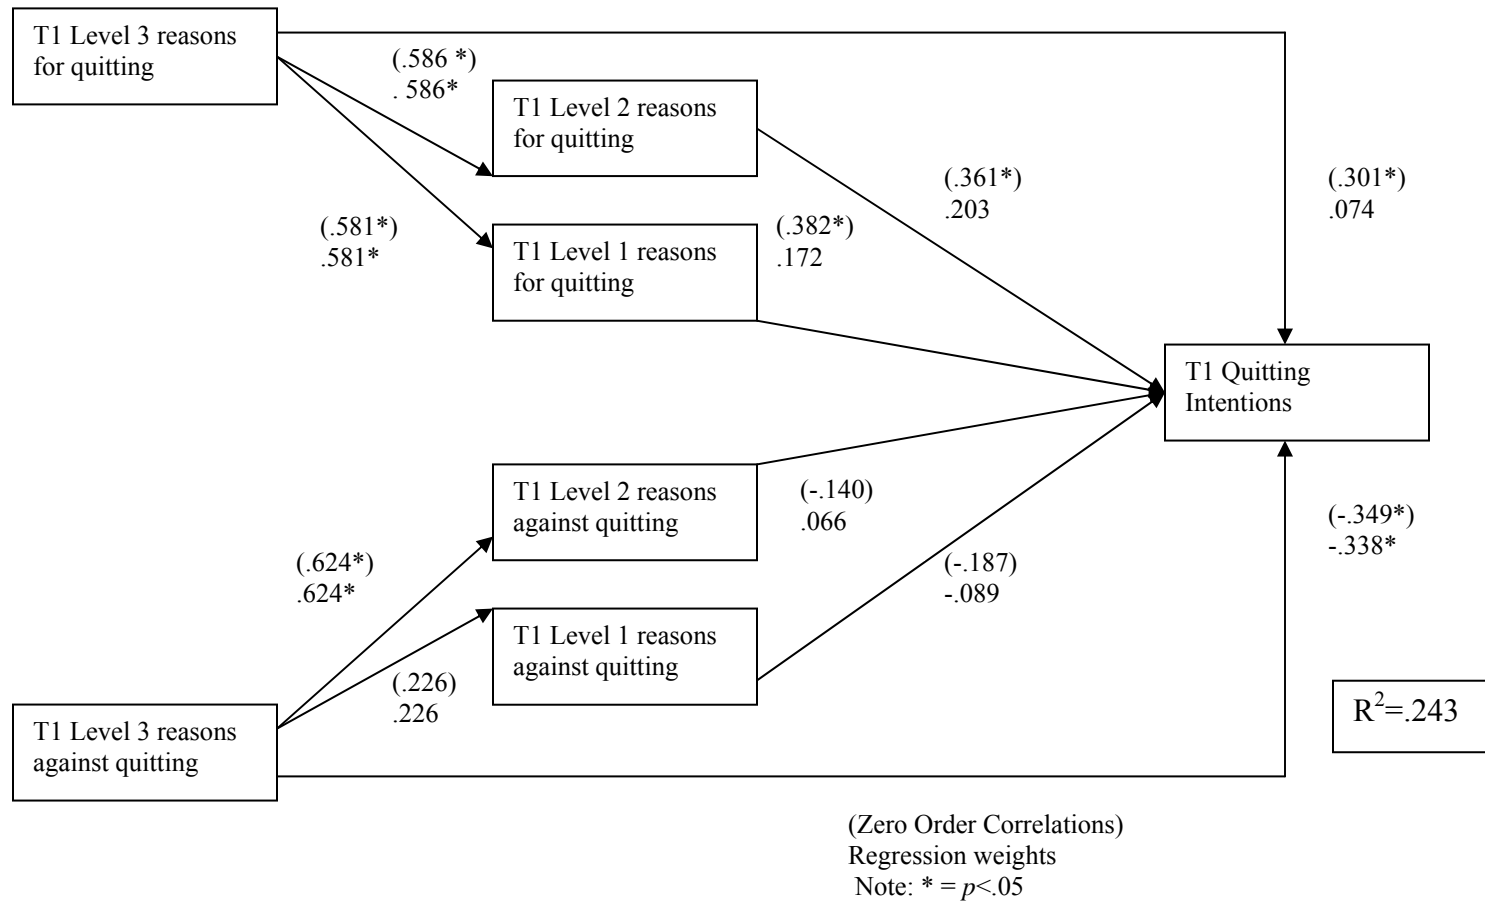 T1 Level 3 reasons
for quitting
(.586 *)
. 586*
T1 Level 2 reasons
for quitting
(.361*)
.203
(.301*)
.074
(.581*)
.581*
T1 Level 1 reasons
for quitting
(.382*)
.172
T1 Quitting
Intentions
T1 Level 2 reasons
against quitting
(-.140)
.066
(-.349*)
-.338*
(.624*)
.624*
(-.187)
-.089
T1 Level 1 reasons
against quitting
(.226)
.226
R²=.243
T1 Level 3 reasons
against quitting
(Zero Order Correlations)
Regression weights
Note: * = p<.05